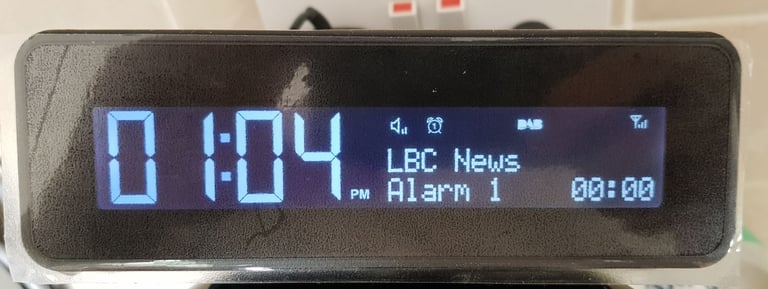 01:04 PM
DAB
LBC News
Alarm 1 00:00